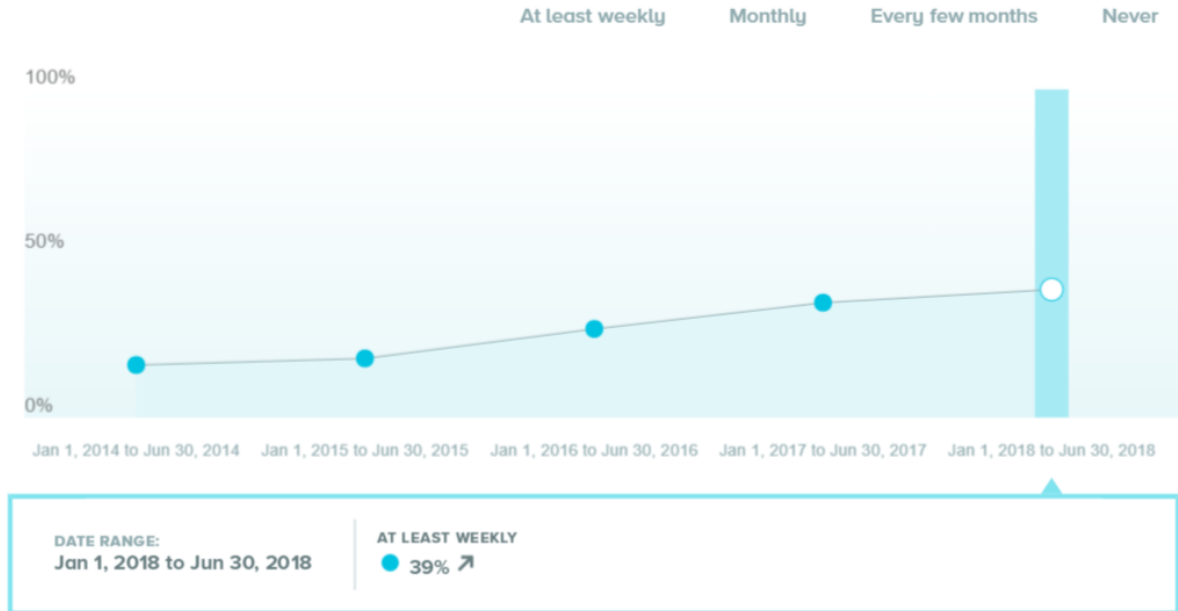 At least weekly Monthly Every few months Never
100%
50%
0%
Jan 1, 2014 to Jun 30, 2014 Jan 1, 2015 to Jun 30, 2015 Jan 1, 2016 to Jun 30, 2016 Jan 1, 2017 to Jun 30, 2017 Jan 1, 2018 to Jun 30, 2018
DATE RANGE:
Jan 1, 2018 to Jun 30, 2018
AT LEAST WEEKLY
39%